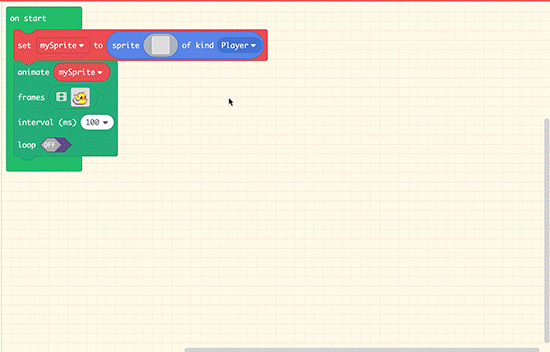 on start
set mySprite to sprite of kind Player
animate mySprite
frames
interval (ms) 100
loop OFF